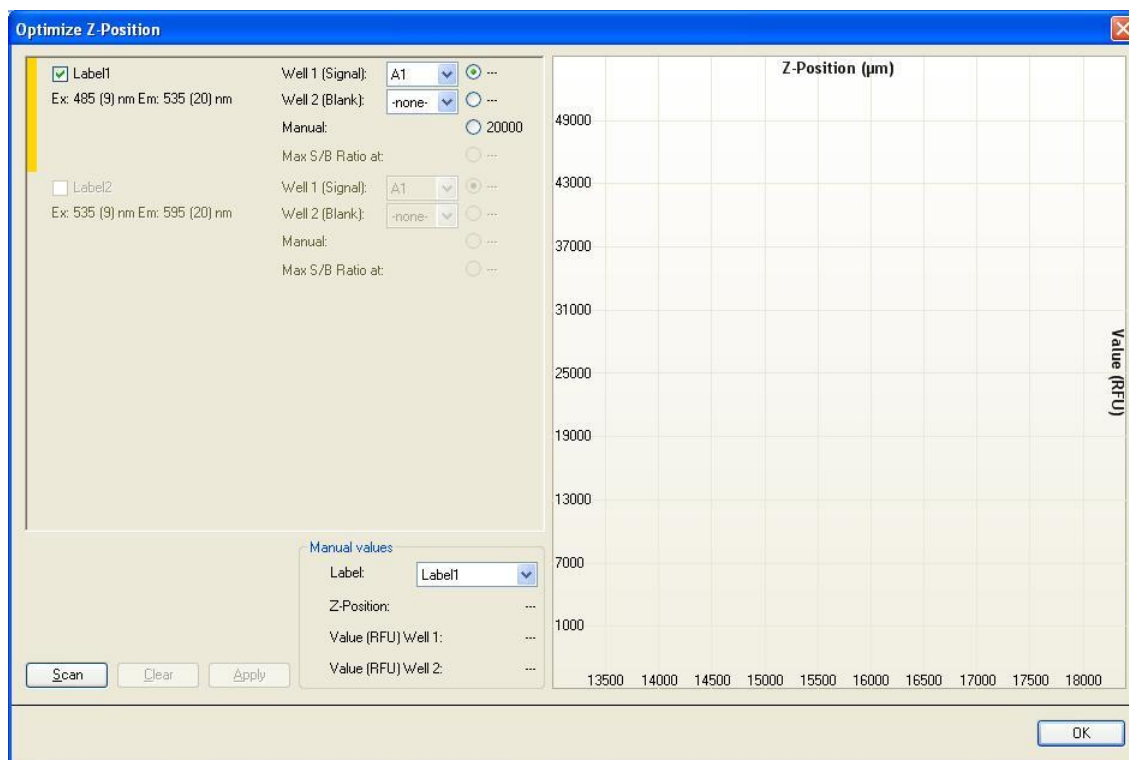 Optimize Z-Position
Label1 Well 1 (Signal): A1 ---
Ex: 485 (9) nm Em: 535 (20) nm Well 2 (Blank): -none- ---
Manual: 20000
Max S/B Ratio at: ---
Label2 Well 1 (Signal): A1 ---
Ex: 535 (9) nm Em: 595 (20) nm Well 2 (Blank): -none- ---
Manual: ---
Max S/B Ratio at: ---
Manual values
Label: Label1
Z-Position: ---
Value (RFU) Well 1: ---
Value (RFU) Well 2: ---
Scan Clear Apply
Z-Position (µm)
49000
43000
37000
31000
25000
19000
13000
7000
1000
Value (RFU)
13500 14000 14500 15000 15500 16000 16500 17000 17500 18000
OK